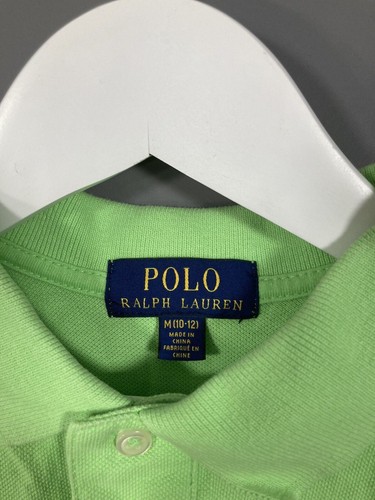 POLO
RALPH LAUREN
M(10-12)
MADE IN
CHINA
FABRIQUÉ EN
CHINE